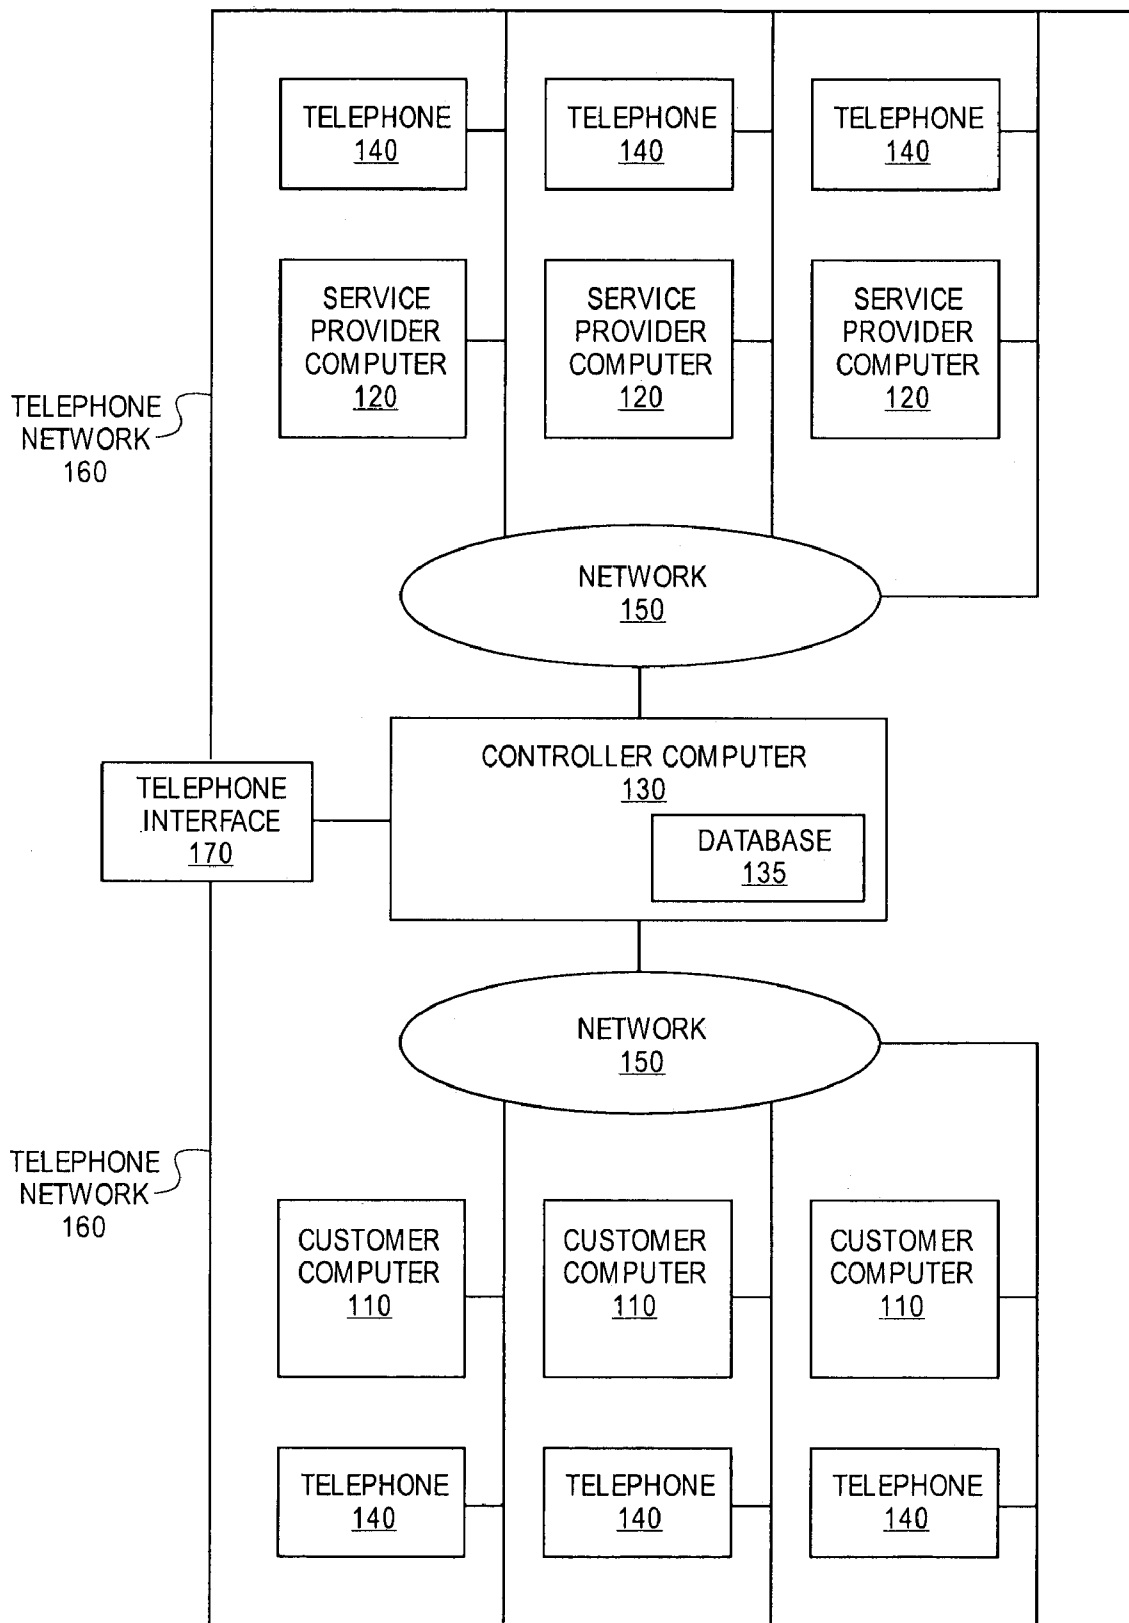 TELEPHONE
140
TELEPHONE
140
TELEPHONE
140
SERVICE
PROVIDER
COMPUTER
120
SERVICE
PROVIDER
COMPUTER
120
SERVICE
PROVIDER
COMPUTER
120
TELEPHONE
NETWORK
160
NETWORK
150
CONTROLLER COMPUTER
130
TELEPHONE
INTERFACE
170
DATABASE
135
NETWORK
150
TELEPHONE
NETWORK
160
CUSTOMER
COMPUTER
110
CUSTOMER
COMPUTER
110
CUSTOMER
COMPUTER
110
TELEPHONE
140
TELEPHONE
140
TELEPHONE
140